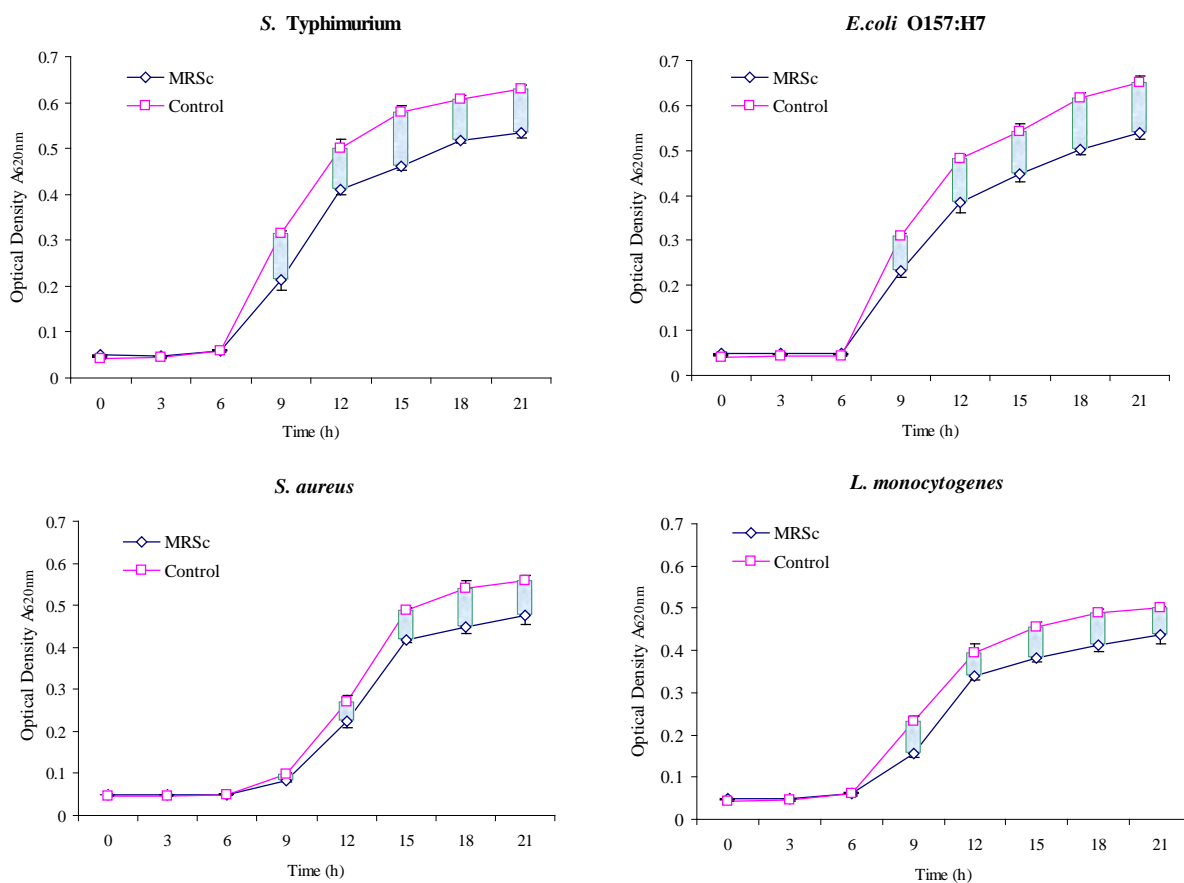 S. Typhimurium
MRSc
Control
Optical Density A620nm
0.7
0.6
0.5
0.4
0.3
0.2
0.1
0
0 3 6 9 12 15 18 21
Time (h)
E.coli O157:H7
MRSc
Control
Optical Density A620nm
0.7
0.6
0.5
0.4
0.3
0.2
0.1
0
0 3 6 9 12 15 18 21
Time (h)
S. aureus
MRSc
Control
Optical Density A620nm
0.7
0.6
0.5
0.4
0.3
0.2
0.1
0
0 3 6 9 12 15 18 21
Time (h)
L. monocytogenes
MRSc
Control
Optical Density A620nm
0.7
0.6
0.5
0.4
0.3
0.2
0.1
0
0 3 6 9 12 15 18 21
Time (h)